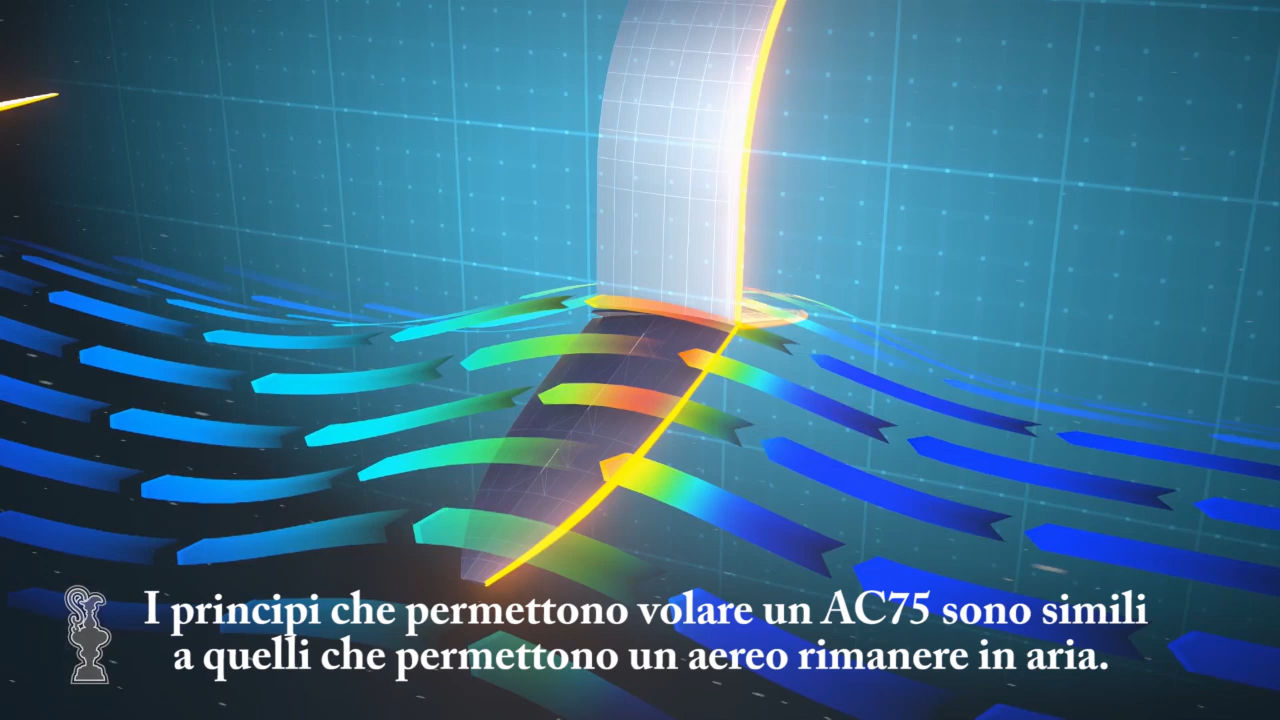 I principi che permettono volare un AC75 sono simili
a quelli che permettono un aereo rimanere in aria.